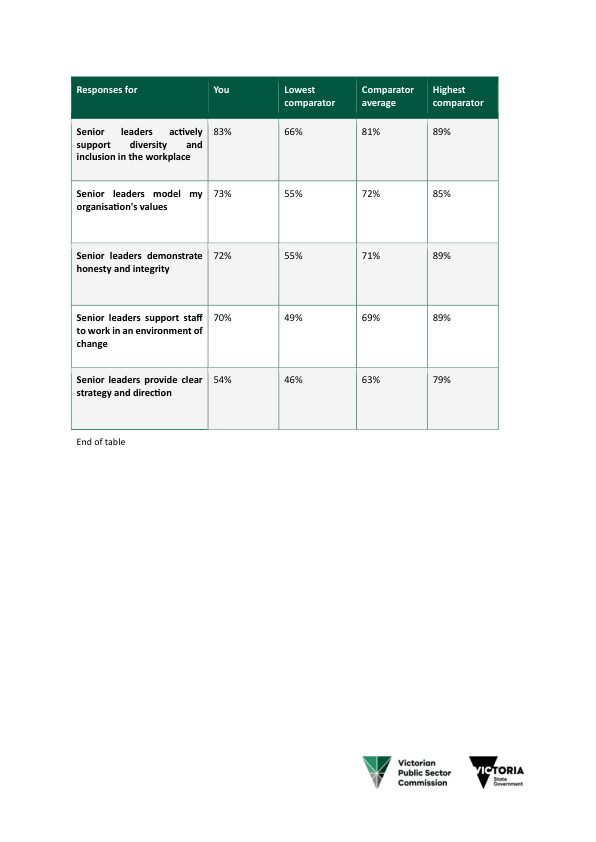 Responses for You Lowest Comparator Highest
comparator average comparator
Senior leaders actively 83% 66% 81% 89%
support diversity and
inclusion in the workplace
Senior leaders model my 73% 55% 72% 85%
organisation's values
Senior leaders demonstrate 72% 55% 71% 89%
honesty and integrity
Senior leaders support staff 70% 49% 69% 89%
to work in an environment of
change
Senior leaders provide clear 54% 46% 63% 79%
strategy and direction
End of table
Victorian
Public Sector
Commission
VICTORIA
State
Government